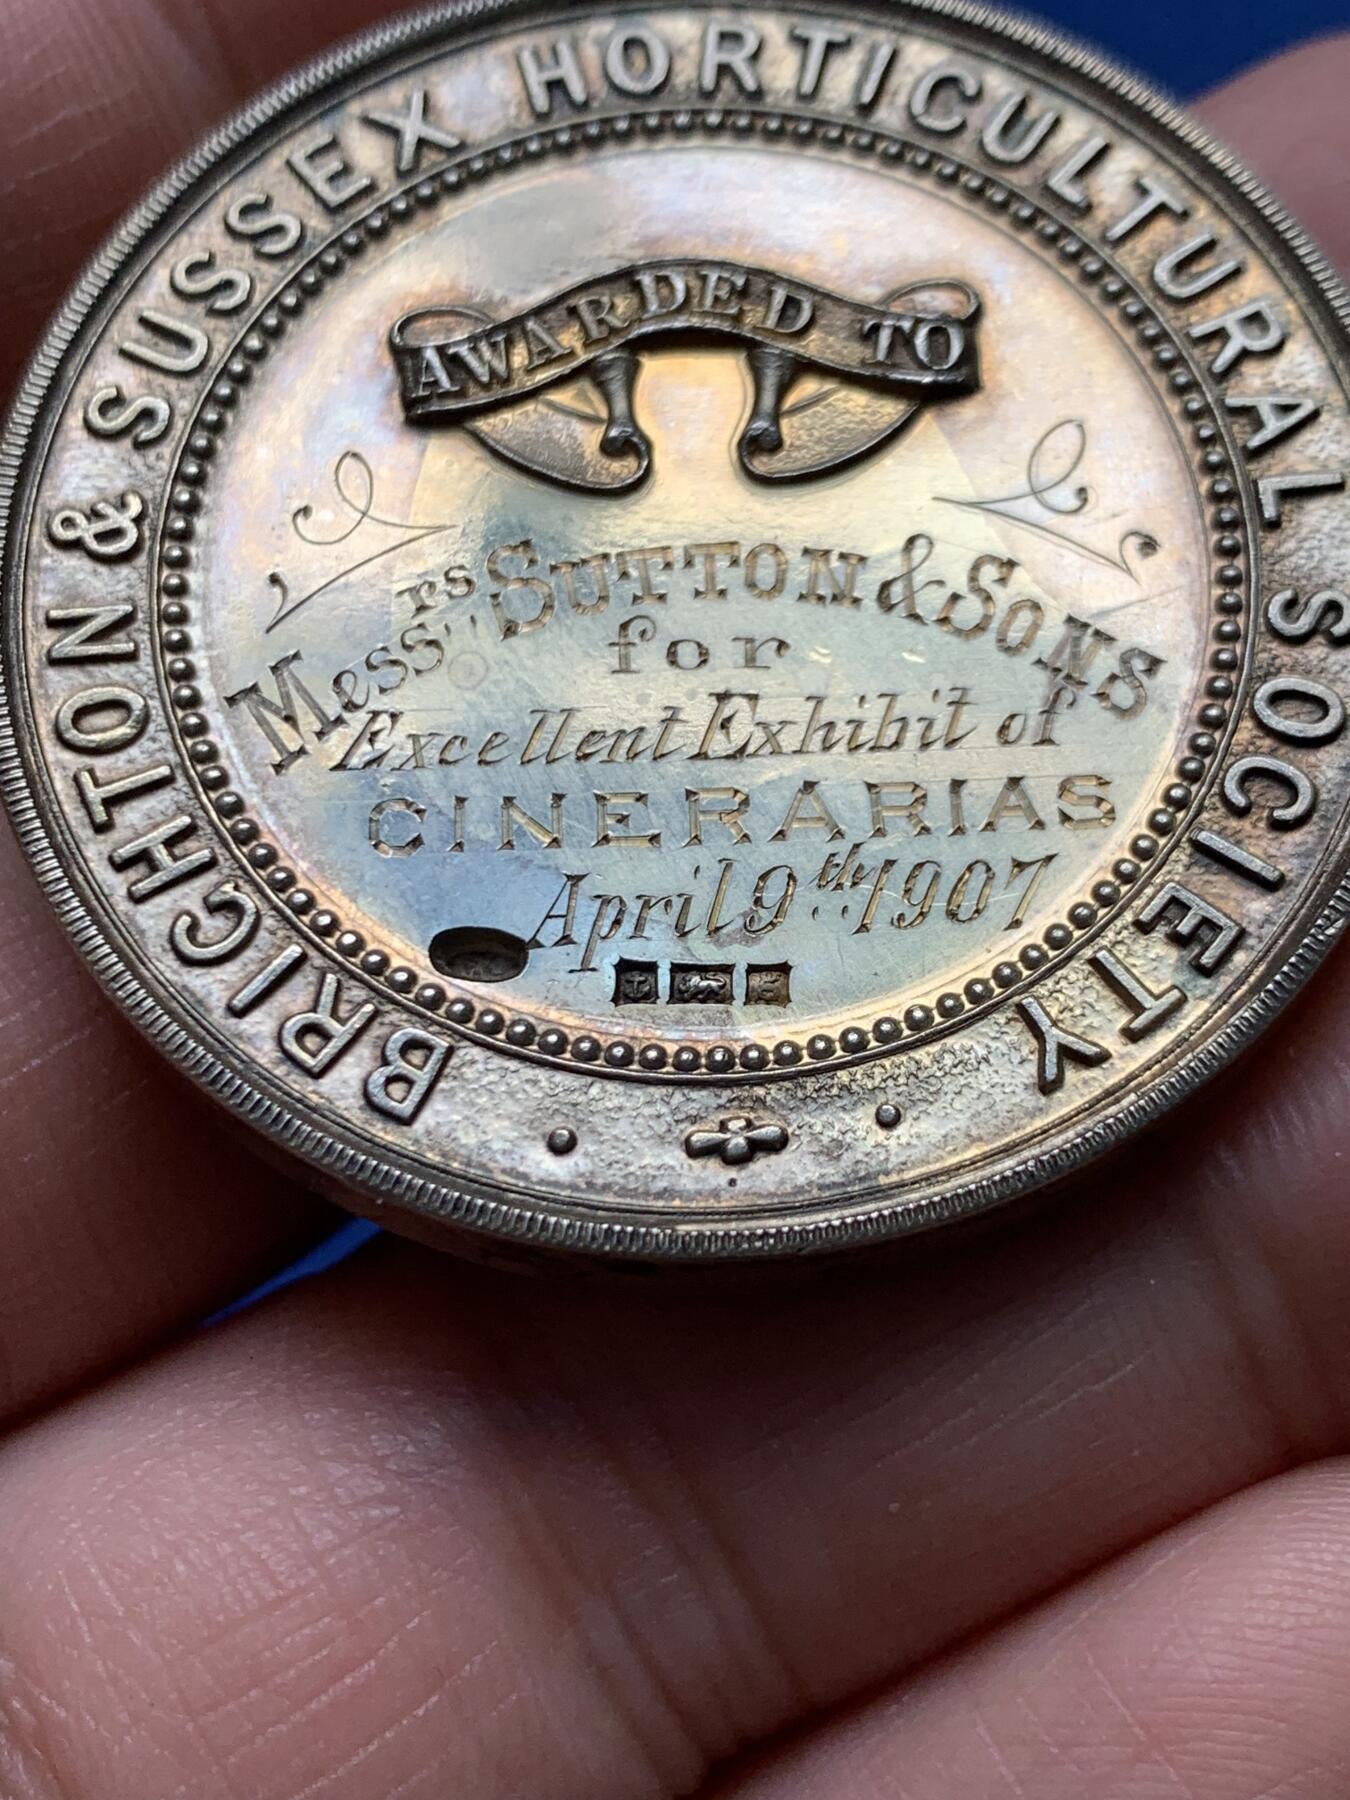 BRIGHTON & SUSSEX HORTICULTURAL SOCIETY
AWARDED TO
Messrs SUTTON & SONS
for
Excellent Exhibit of
CINERARIAS
April 9th 1907